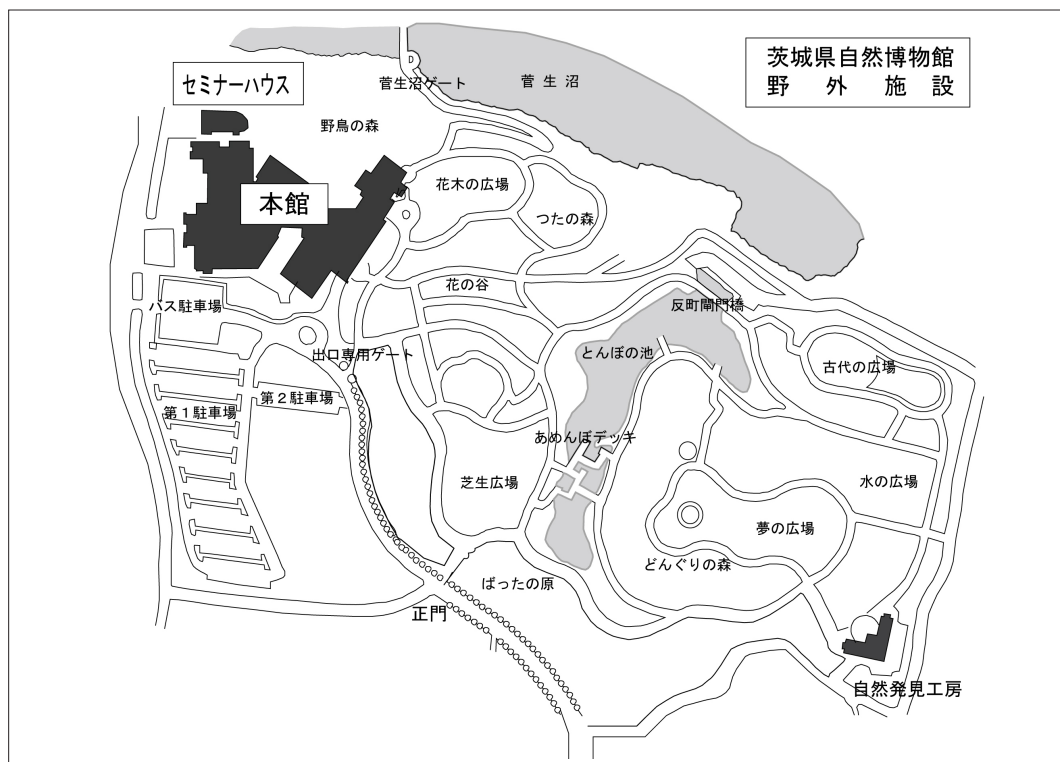 茨城県自然博物館
野外施設
セミナーハウス
菅生沼ゲート
菅生沼
野鳥の森
本館
花木の広場
つたの森
花の谷
バス駐車場
反町閘門橋
出口専用ゲート
とんぼの池
古代の広場
第1駐車場
第2駐車場
あめんぼデッキ
芝生広場
水の広場
夢の広場
どんぐりの森
ばったの原
正門
自然発見工房